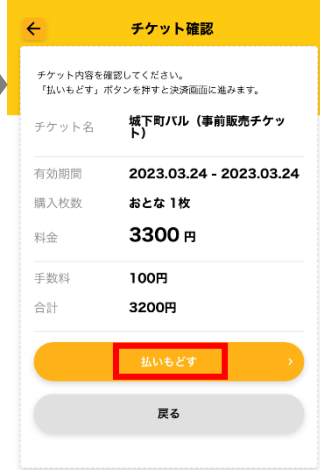 チケット確認
チケット内容を確認してください。
「払いもどす」ボタンを押すと決済画面に進みます。
チケット名 城下町バル（事前販売チケッ
ト）
有効期間 2023.03.24 - 2023.03.24
購入枚数 おとな 1枚
料金 3300 円
手数料 100円
合計 3200円
払いもどす
戻る